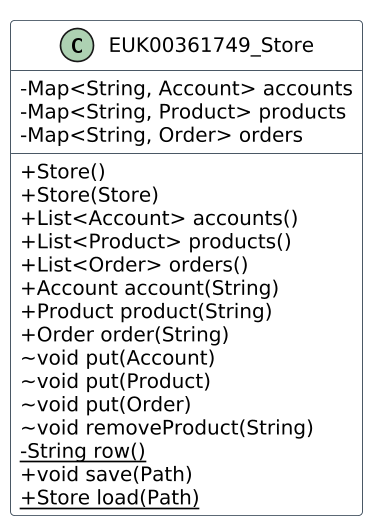 C EUK00361749_Store
-Map<String, Account> accounts
-Map<String, Product> products
-Map<String, Order> orders
+Store()
+Store(Store)
+List<Account> accounts()
+List<Product> products()
+List<Order> orders()
+Account account(String)
+Product product(String)
+Order order(String)
~void put(Account)
~void put(Product)
~void put(Order)
~void removeProduct(String)
-String row()
+void save(Path)
+Store load(Path)